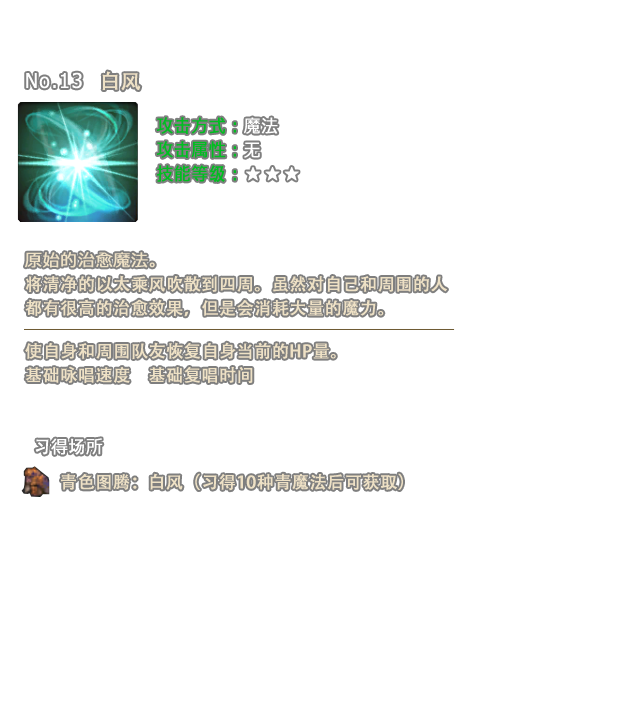 No.13 白风
攻击方式：魔法
攻击属性：无
技能等级：☆☆☆
原始的治愈魔法。
将清净的以太乘风吹散到四周。虽然对自己和周围的人
都有很高的治愈效果，但是会消耗大量的魔力。
使自身和周围队友恢复自身当前的HP量。
基础咏唱速度 基础复唱时间
习得场所
青色图腾：白风（习得10种青魔法后可获取）